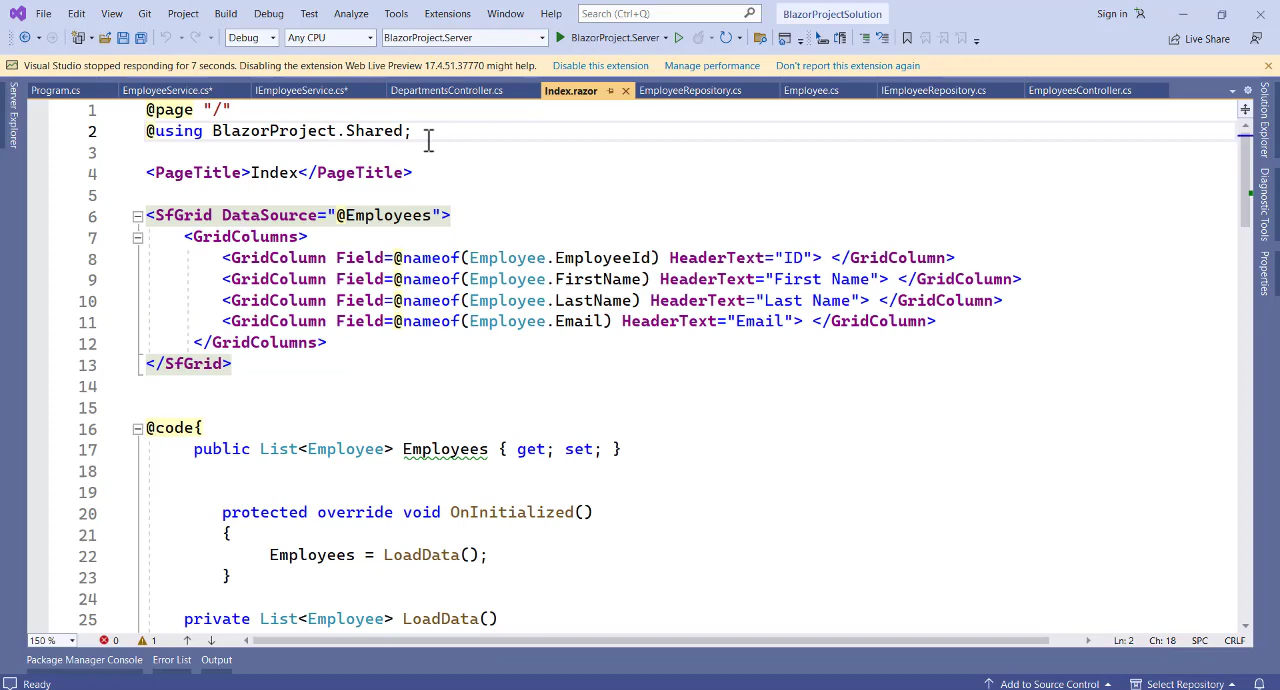 File Edit View Git Project Build Debug Test Analyze Tools Extensions Window Help Search (Ctrl+Q) BlazorProjectSolution Sign in
Debug Any CPU BlazorProject.Server BlazorProject.Server Live Share
Visual Studio stopped responding for 7 seconds. Disabling the extension Web Live Preview 17.4.51.37770 might help. Disable this extension Manage performance Don't report this extension again
Program.cs EmployeeService.cs* IEmployeeService.cs* DepartmentsController.cs Index.razor EmployeeRepository.cs Employee.cs IEmployeeRepository.cs EmployeesController.cs
Server Explorer
Solution Explorer
Diagnostic Tools
Properties
1 @page "/"
2 @using BlazorProject.Shared;
3
4 <PageTitle>Index</PageTitle>
5
6 <SfGrid DataSource="@Employees">
7 <GridColumns>
8 <GridColumn Field=@nameof(Employee.EmployeeId) HeaderText="ID"> </GridColumn>
9 <GridColumn Field=@nameof(Employee.FirstName) HeaderText="First Name"> </GridColumn>
10 <GridColumn Field=@nameof(Employee.LastName) HeaderText="Last Name"> </GridColumn>
11 <GridColumn Field=@nameof(Employee.Email) HeaderText="Email"> </GridColumn>
12 </GridColumns>
13 </SfGrid>
14
15
16 @code{
17 public List<Employee> Employees { get; set; }
18
19
20 protected override void OnInitialized()
21 {
22 Employees = LoadData();
23 }
24
25 private List<Employee> LoadData()
150 % 0 1 Ln: 2 Ch: 18 SPC CRLF
Package Manager Console Error List Output
Ready Add to Source Control Select Repository